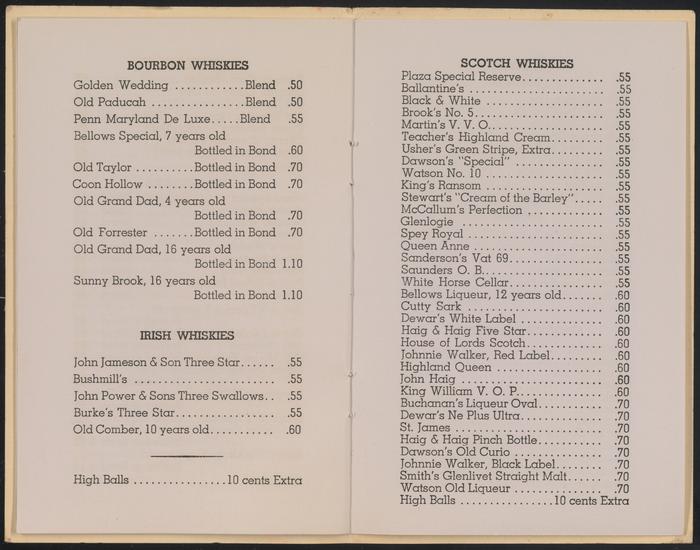 BOURBON WHISKIES
Golden Wedding ............Blend .50
Old Paducah ..............Blend .50
Penn Maryland De Luxe.....Blend .55
Bellows Special, 7 years old
Bottled in Bond .60
Old Taylor ..........Bottled in Bond .70
Coon Hollow ........Bottled in Bond .70
Old Grand Dad, 4 years old
Bottled in Bond .70
Old Forrester .......Bottled in Bond .70
Old Grand Dad, 16 years old
Bottled in Bond 1.10
Sunny Brook, 16 years old
Bottled in Bond 1.10
IRISH WHISKIES
John Jameson & Son Three Star...... .55
Bushmill's ........................ .55
John Power & Sons Three Swallows.. .55
Burke's Three Star................. .55
Old Comber, 10 years old........... .60
High Balls ................10 cents Extra
SCOTCH WHISKIES
Plaza Special Reserve.............. .55
Ballantine's ....................... .55
Black & White .................... .55
Brook's No. 5...................... .55
Martin's V. V. O................... .55
Teacher's Highland Cream......... .55
Usher's Green Stripe, Extra......... .55
Dawson's "Special" ............... .55
Watson No. 10 .................... .55
King's Ransom .................... .55
Stewart's "Cream of the Barley"..... .55
McCallum's Perfection ............. .55
Glenlogie ........................ .55
Spey Royal ....................... .55
Queen Anne ...................... .55
Sanderson's Vat 69................ .55
Saunders O. B..................... .55
White Horse Cellar................ .55
Bellows Liqueur, 12 years old....... .60
Cutty Sark ........................ .60
Dewar's White Label .............. .60
Haig & Haig Five Star............. .60
House of Lords Scotch............. .60
Johnnie Walker, Red Label......... .60
Highland Queen .................. .60
John Haig ........................ .60
King William V. O. P............... .60
Buchanan's Liqueur Oval........... .70
Dewar's Ne Plus Ultra.............. .70
St. James ......................... .70
Haig & Haig Pinch Bottle........... .70
Dawson's Old Curio ............... .70
Johnnie Walker, Black Label........ .70
Smith's Glenlivet Straight Malt...... .70
Watson Old Liqueur ............... .70
High Balls ................10 cents Extra